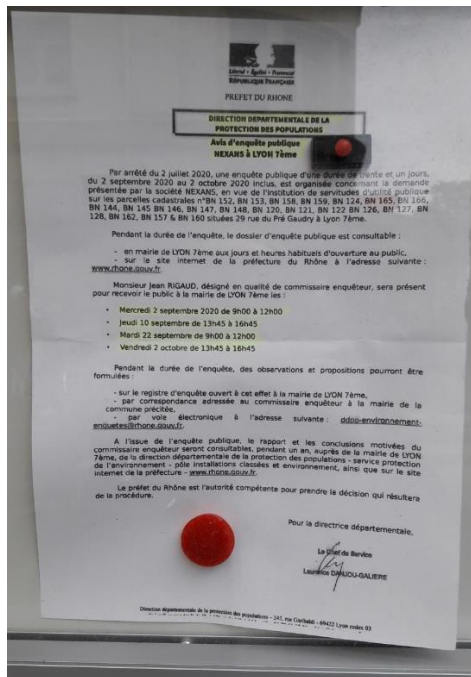 Liberté • Égalité • Fraternité
RÉPUBLIQUE FRANÇAISE
PREFET DU RHONE
DIRECTION DEPARTEMENTALE DE LA
PROTECTION DES POPULATIONS
Avis d'enquête publique
NEXANS à LYON 7ème
Par arrêté du 2 juillet 2020, une enquête publique d'une durée de trente et un jours,
du 2 septembre 2020 au 2 octobre 2020 inclus, est organisée concernant la demande
présentée par la société NEXANS, en vue de l'institution de servitudes d'utilité publique
sur les parcelles cadastrales n°BN 152, BN 153, BN 158, BN 159, BN 124, BN 165, BN 166,
BN 144, BN 145 BN 146, BN 147, BN 148, BN 120, BN 121, BN 122 BN 126, BN 127, BN
128, BN 162, BN 157 & BN 160 situées 29 rue du Pré Gaudry à Lyon 7ème.
Pendant la durée de l'enquête, le dossier d'enquête publique est consultable :
- en mairie de LYON 7ème aux jours et heures habituels d'ouverture au public,
- sur le site internet de la préfecture du Rhône à l'adresse suivante :
www.rhone.gouv.fr.
Monsieur Jean RIGAUD, désigné en qualité de commissaire enquêteur, sera présent
pour recevoir le public à la mairie de LYON 7ème les :
• Mercredi 2 septembre 2020 de 9h00 à 12h00
• Jeudi 10 septembre de 13h45 à 16h45
• Mardi 22 septembre de 9h00 à 12h00
• Vendredi 2 octobre de 13h45 à 16h45
Pendant la durée de l'enquête, des observations et propositions pourront être
formulées :
- sur le registre d'enquête ouvert à cet effet à la mairie de LYON 7ème,
- par correspondance adressée au commissaire enquêteur à la mairie de la
commune précitée,
- par voie électronique à l'adresse suivante : ddpp-environnement-
enquetes@rhone.gouv.fr.
A l'issue de l'enquête publique, le rapport et les conclusions motivées du
commissaire enquêteur seront consultables, pendant un an, auprès de la mairie de LYON
7ème, de la direction départementale de la protection des populations - service protection
de l'environnement - pôle installations classées et environnement, ainsi que sur le site
internet de la préfecture - www.rhone.gouv.fr.
Le préfet du Rhône est l'autorité compétente pour prendre la décision qui résultera
de la procédure.
Pour la directrice départementale,
Le Chef du Service
Laurence DANJOU-GALIERE
Direction départementale de la protection des populations - 245, rue Garibaldi - 69422 Lyon cedex 03